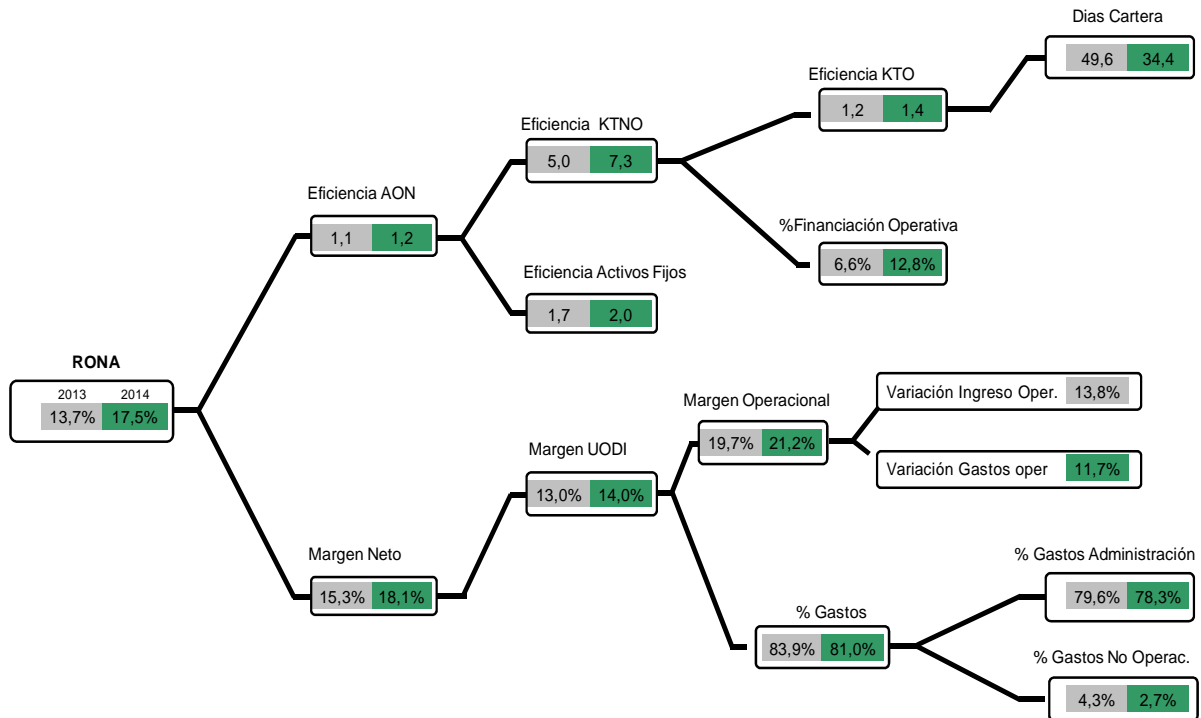 Dias Cartera
49,6 34,4
Eficiencia KTO
1,2 1,4
Eficiencia KTNO
5,0 7,3
Eficiencia AON
1,1 1,2
%Financiación Operativa
6,6% 12,8%
Eficiencia Activos Fijos
1,7 2,0
RONA
2013 2014
13,7% 17,5%
Variación Ingreso Oper. 13,8%
Margen Operacional
19,7% 21,2%
Variación Gastos oper 11,7%
Margen UODI
13,0% 14,0%
Margen Neto
15,3% 18,1%
% Gastos Administración
79,6% 78,3%
% Gastos
83,9% 81,0%
% Gastos No Operac.
4,3% 2,7%